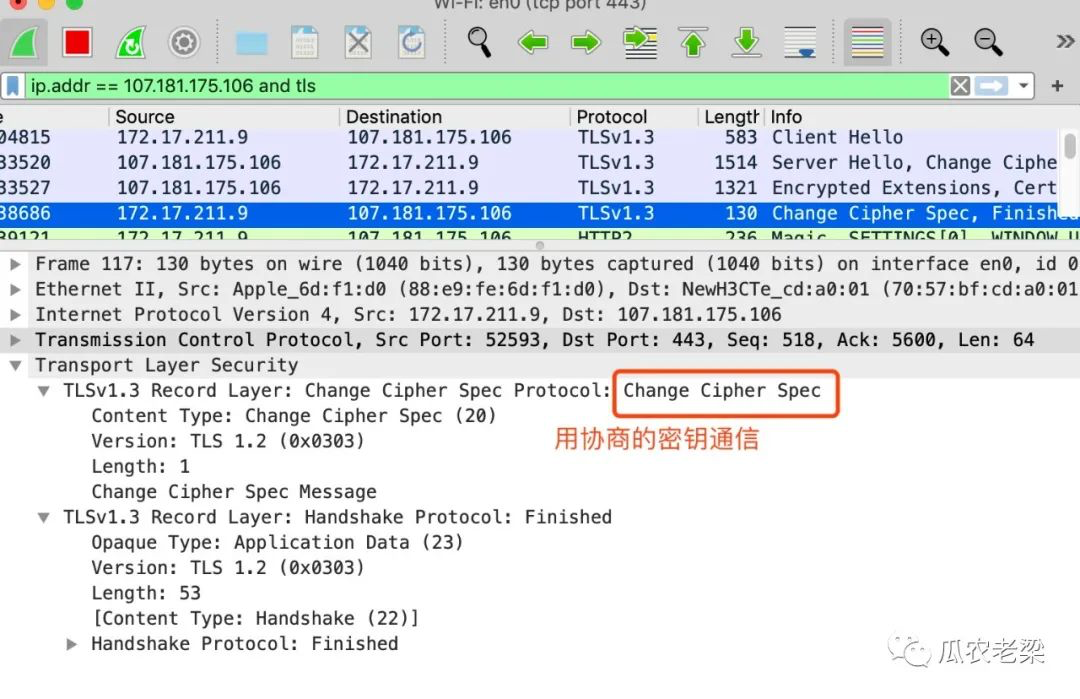 Wi-Fi: en0 (tcp port 443)
ip.addr == 107.181.175.106 and tls
Source Destination Protocol Length Info
04815 172.17.211.9 107.181.175.106 TLSv1.3 583 Client Hello
33520 107.181.175.106 172.17.211.9 TLSv1.3 1514 Server Hello, Change Ciphe
33527 107.181.175.106 172.17.211.9 TLSv1.3 1321 Encrypted Extensions, Cert
38686 172.17.211.9 107.181.175.106 TLSv1.3 130 Change Cipher Spec, Finished
39121 172.17.211.9 107.181.175.106 HTTP2 236 Magic, SETTINGS[0], WINDOW_U
Frame 117: 130 bytes on wire (1040 bits), 130 bytes captured (1040 bits) on interface en0, id 0
Ethernet II, Src: Apple_6d:f1:d0 (88:e9:fe:6d:f1:d0), Dst: NewH3CTe_cd:a0:01 (70:57:bf:cd:a0:01
Internet Protocol Version 4, Src: 172.17.211.9, Dst: 107.181.175.106
Transmission Control Protocol, Src Port: 52593, Dst Port: 443, Seq: 518, Ack: 5600, Len: 64
Transport Layer Security
TLSv1.3 Record Layer: Change Cipher Spec Protocol: Change Cipher Spec
Content Type: Change Cipher Spec (20)
用协商的密钥通信
Version: TLS 1.2 (0x0303)
Length: 1
Change Cipher Spec Message
TLSv1.3 Record Layer: Handshake Protocol: Finished
Opaque Type: Application Data (23)
Version: TLS 1.2 (0x0303)
Length: 53
[Content Type: Handshake (22)]
Handshake Protocol: Finished
瓜农老梁